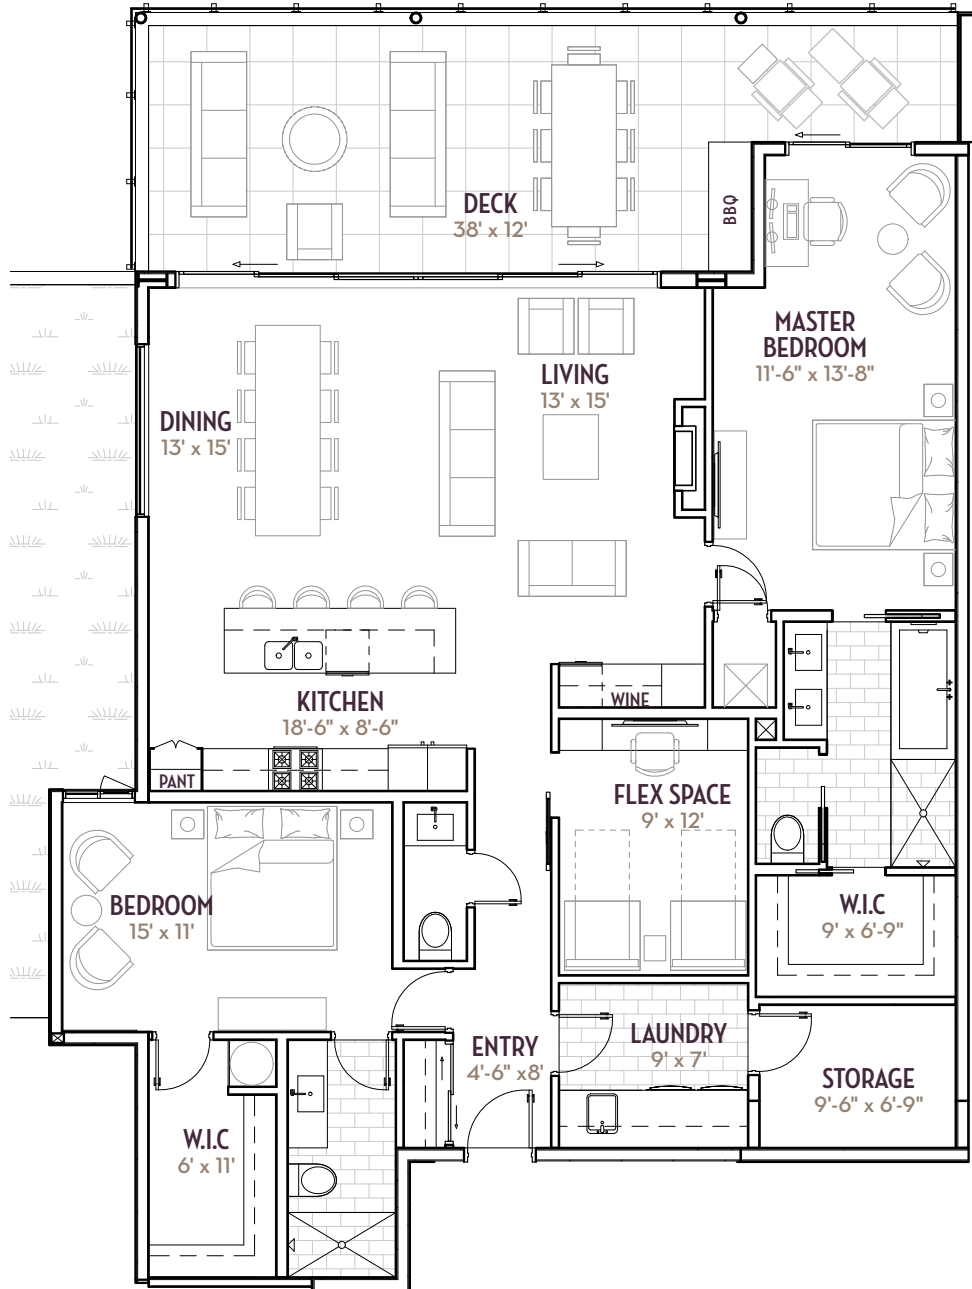 DECK
38' x 12'
BBQ
MASTER
BEDROOM
11'-6" x 13'-8"
LIVING
13' x 15'
DINING
13' x 15'
KITCHEN
18'-6" x 8'-6"
WINE
PANT
FLEX SPACE
9' x 12'
BEDROOM
15' x 11'
W.I.C
9' x 6'-9"
ENTRY
4'-6" x8'
LAUNDRY
9' x 7'
STORAGE
9'-6" x 6'-9"
W.I.C
6' x 11'